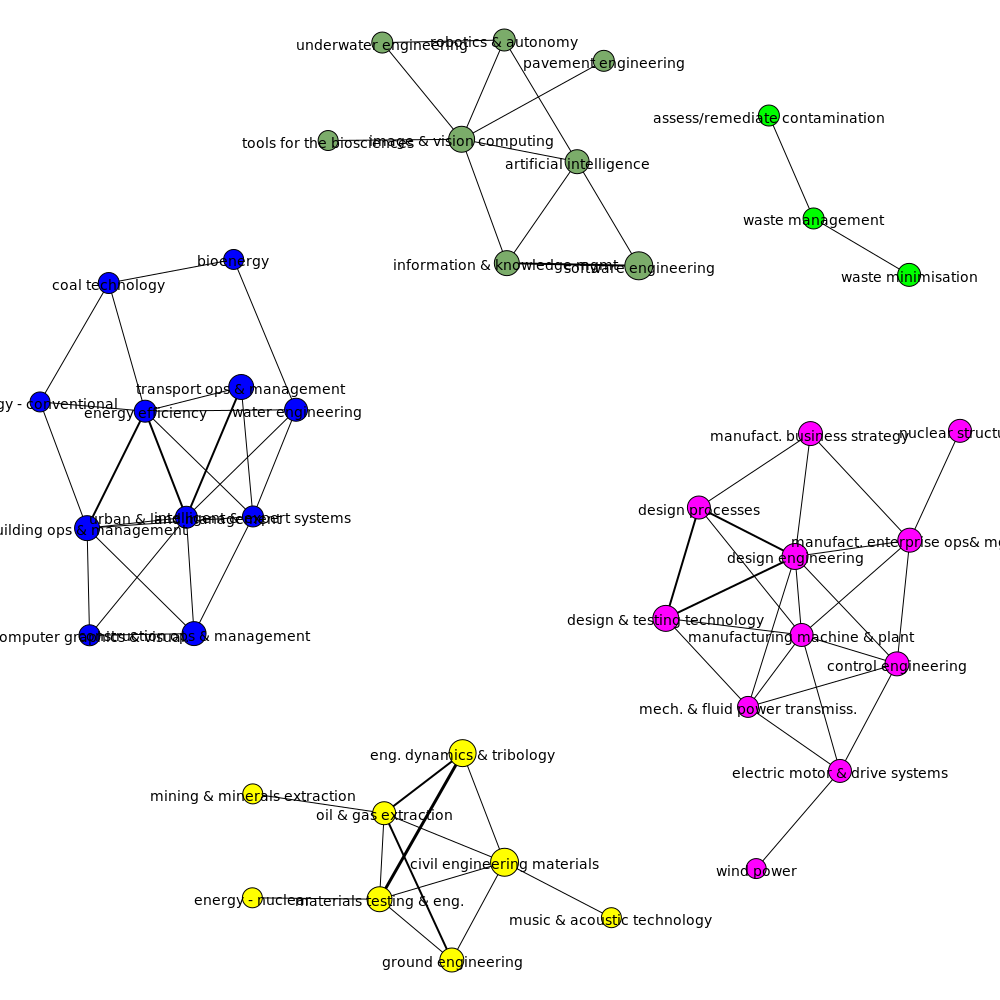 underwater engineering
robotics & autonomy
pavement engineering
assess/remediate contamination
tools for the biosciences
image & vision computing
artificial intelligence
waste management
bioenergy
information & knowledge mgmt
software engineering
waste minimisation
coal technology
transport ops & management
gy - conventional
energy efficiency
water engineering
manufact. business strategy
nuclear structu
design processes
urban & land management
intelligent & expert systems
uilding ops & management
manufact. enterprise ops& m
design engineering
design & testing technology
omputer graphics & visual
construction ops & management
manufacturing machine & plant
control engineering
mech. & fluid power transmiss.
eng. dynamics & tribology
electric motor & drive systems
mining & minerals extraction
oil & gas extraction
civil engineering materials
wind power
energy - nuclear
materials testing & eng.
music & acoustic technology
ground engineering